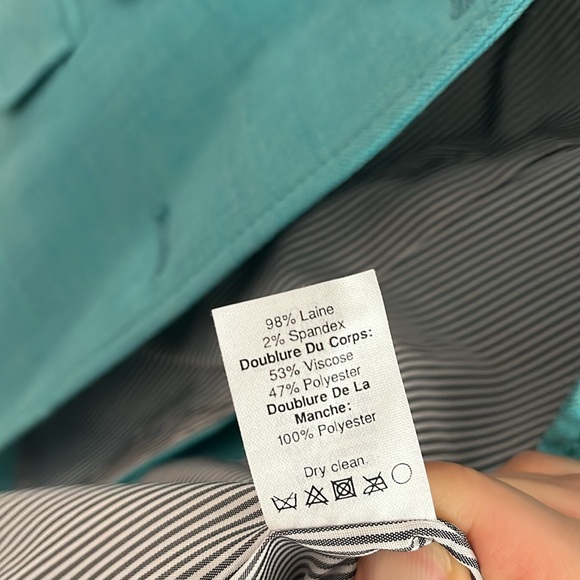 98% Laine
2% Spandex
Doublure Du Corps:
53% Viscose
47% Polyester
Doublure De La
Manche:
100% Polyester
Dry clean.